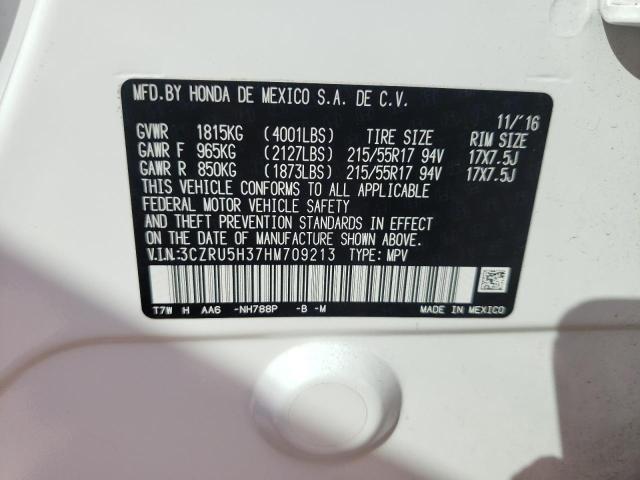 MFD.BY HONDA DE MEXICO S.A. DE C.V.
11/'16
GVWR 1815KG (4001LBS) TIRE SIZE RIM SIZE
GAWR F 965KG (2127LBS) 215/55R17 94V 17X7.5J
GAWR R 850KG (1873LBS) 215/55R17 94V 17X7.5J
THIS VEHICLE CONFORMS TO ALL APPLICABLE
FEDERAL MOTOR VEHICLE SAFETY
AND THEFT PREVENTION STANDARDS IN EFFECT
ON THE DATE OF MANUFACTURE SHOWN ABOVE.
V.I.N.:3CZRU5H37HM709213 TYPE: MPV
T7W H AA6 -NH788P -B -M MADE IN MEXICO